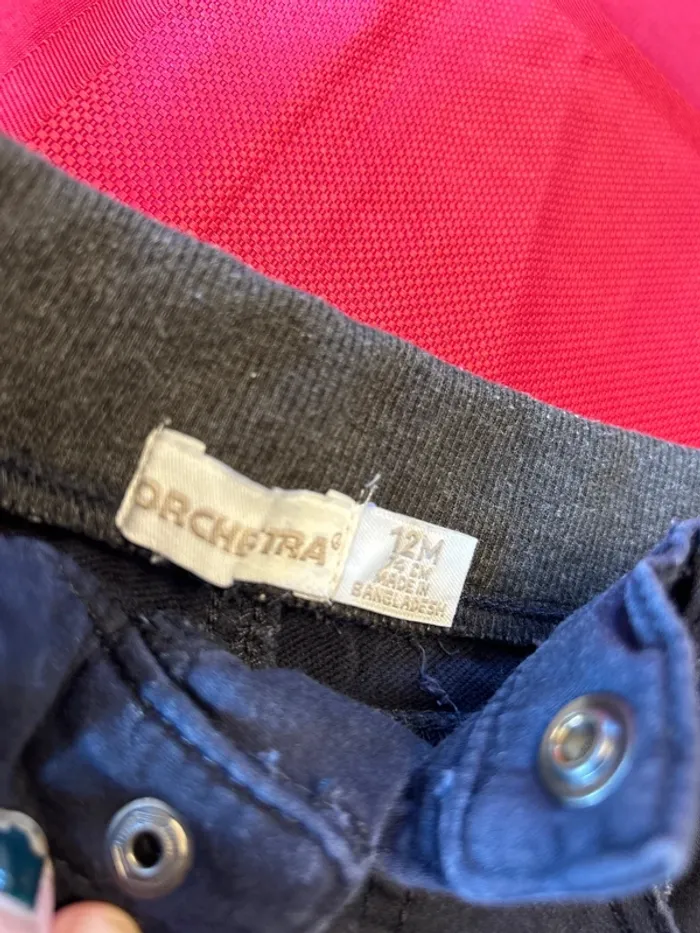 ORCHESTRA
12M
74 CM
MADE IN
BANGLADESH